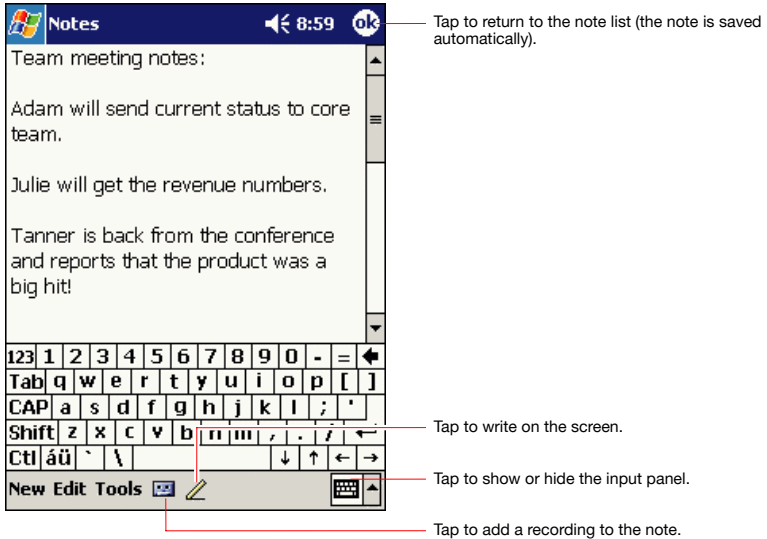 Notes 8:59 ok
Tap to return to the note list (the note is saved
automatically).
Team meeting notes:
Adam will send current status to core
team.
Julie will get the revenue numbers.
Tanner is back from the conference
and reports that the product was a
big hit!
123 1 2 3 4 5 6 7 8 9 0 - =
Tab q w e r t y u i o p [ ]
CAP a s d f g h j k l ; '
Shift z x c v b n m , . /
Ctl áü ` \ ↓ ↑ ← →
Tap to write on the screen.
New Edit Tools
Tap to show or hide the input panel.
Tap to add a recording to the note.